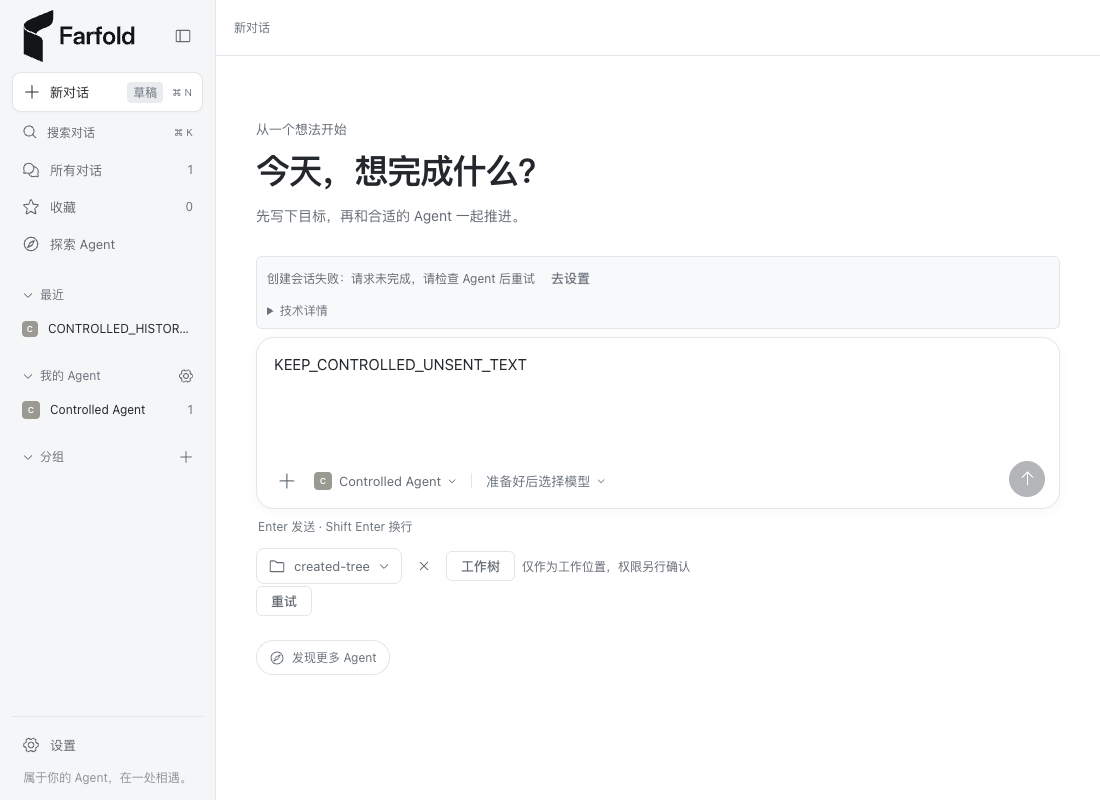 Farfold
新对话 草稿 ⌘ N
搜索对话 ⌘ K
所有对话 1
收藏 0
探索 Agent
最近
C CONTROLLED_HISTOR...
我的 Agent
C Controlled Agent 1
分组
设置
属于你的 Agent，在一处相遇。
新对话
从一个想法开始
今天，想完成什么？
先写下目标，再和合适的 Agent 一起推进。
创建会话失败：请求未完成，请检查 Agent 后重试 去设置
技术详情
KEEP_CONTROLLED_UNSENT_TEXT
C Controlled Agent 准备好后选择模型
Enter 发送 · Shift Enter 换行
created-tree 工作树 仅作为工作位置，权限另行确认
重试
发现更多 Agent